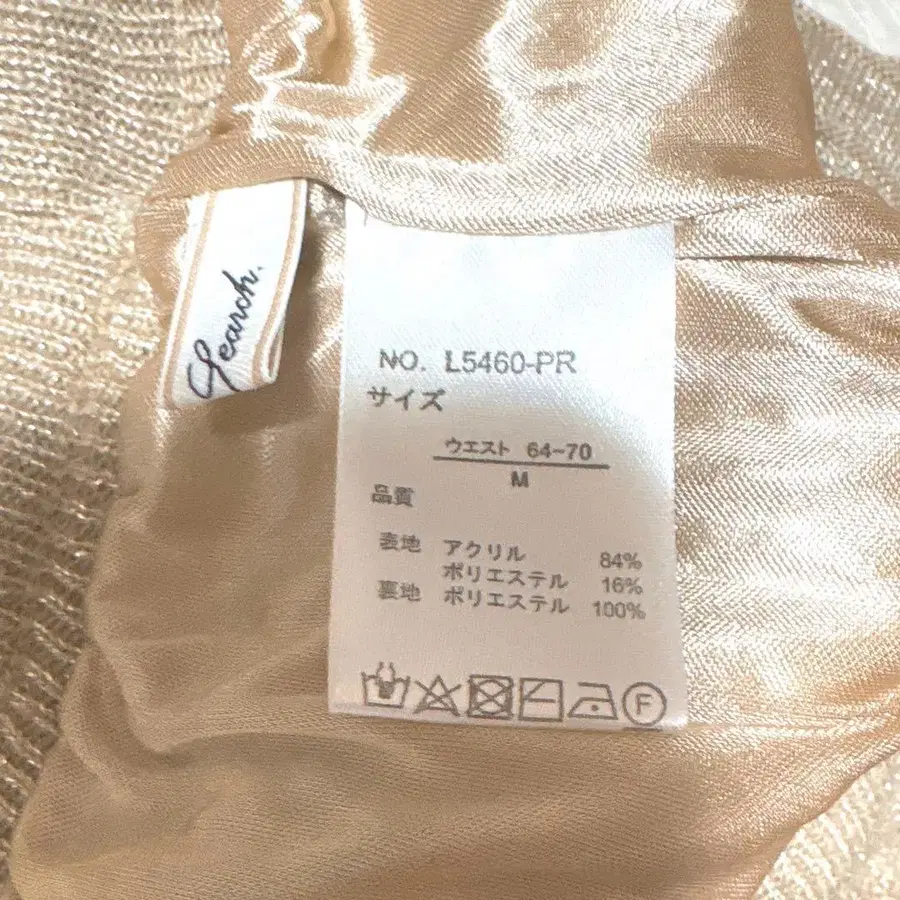 Search.
NO. L5460-PR
サイズ
ウエスト 64-70
M
品質
表地 アクリル 84%
ポリエステル 16%
裏地 ポリエステル 100%
F